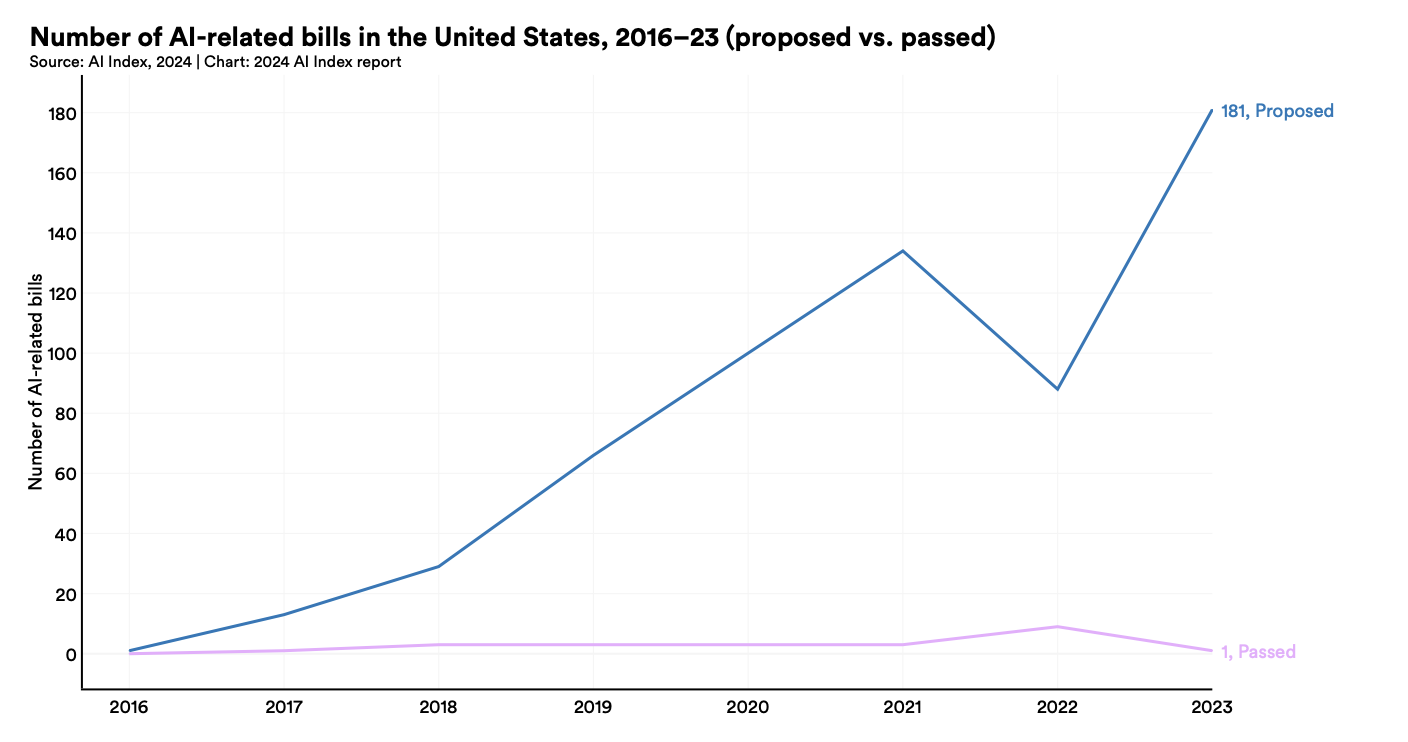 Number of AI-related bills in the United States, 2016–23 (proposed vs. passed)
Source: AI Index, 2024 | Chart: 2024 AI Index report
Number of AI-related bills
180
160
140
120
100
80
60
40
20
0
181, Proposed
1, Passed
2016 2017 2018 2019 2020 2021 2022 2023